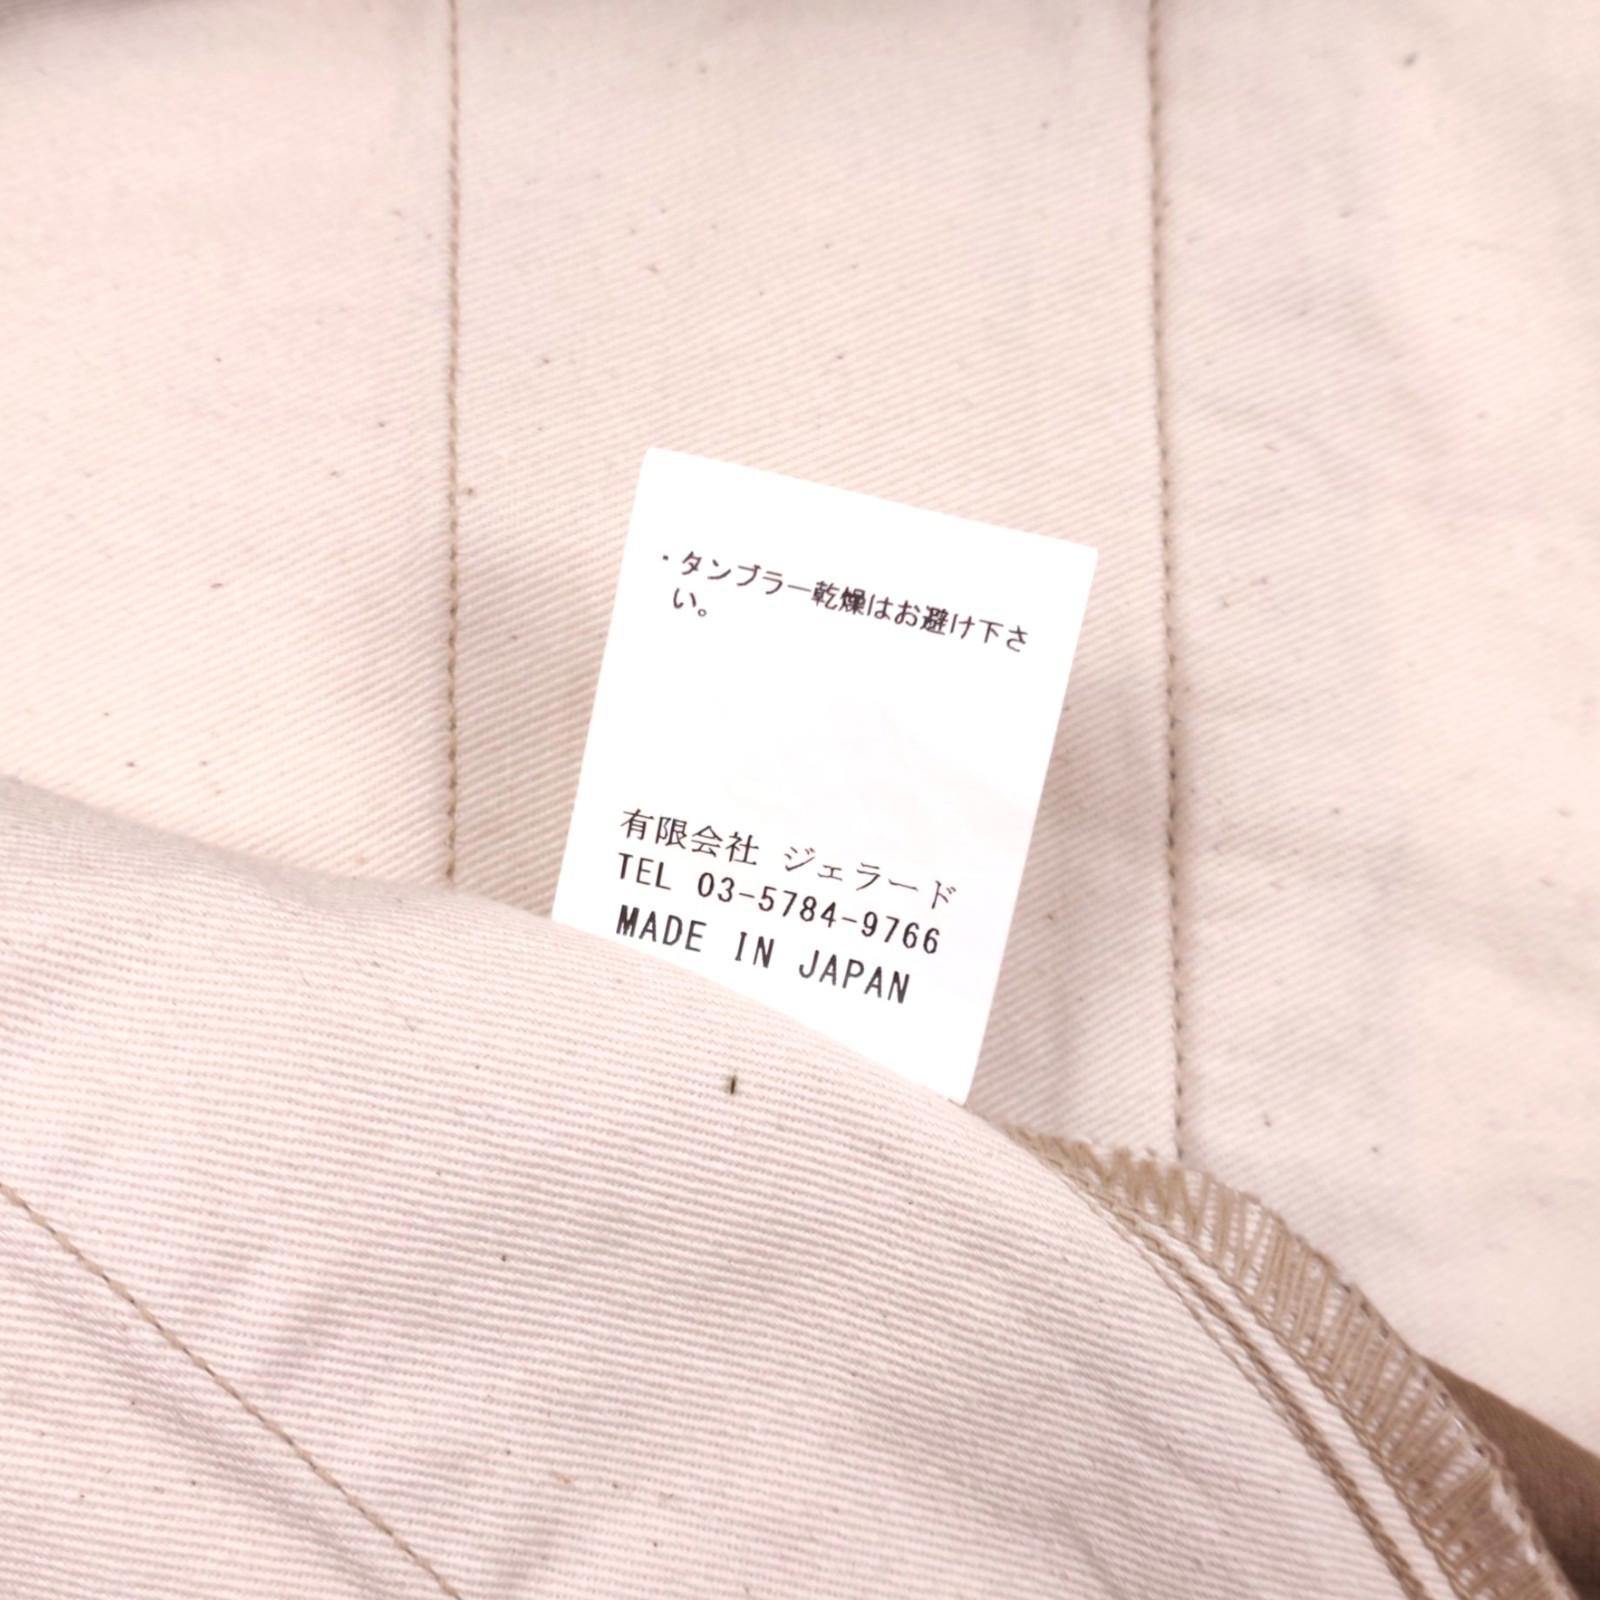 ・タンブラー乾燥はお避け下さ
い。
有限会社 ジェラード
TEL 03-5784-9766
MADE IN JAPAN